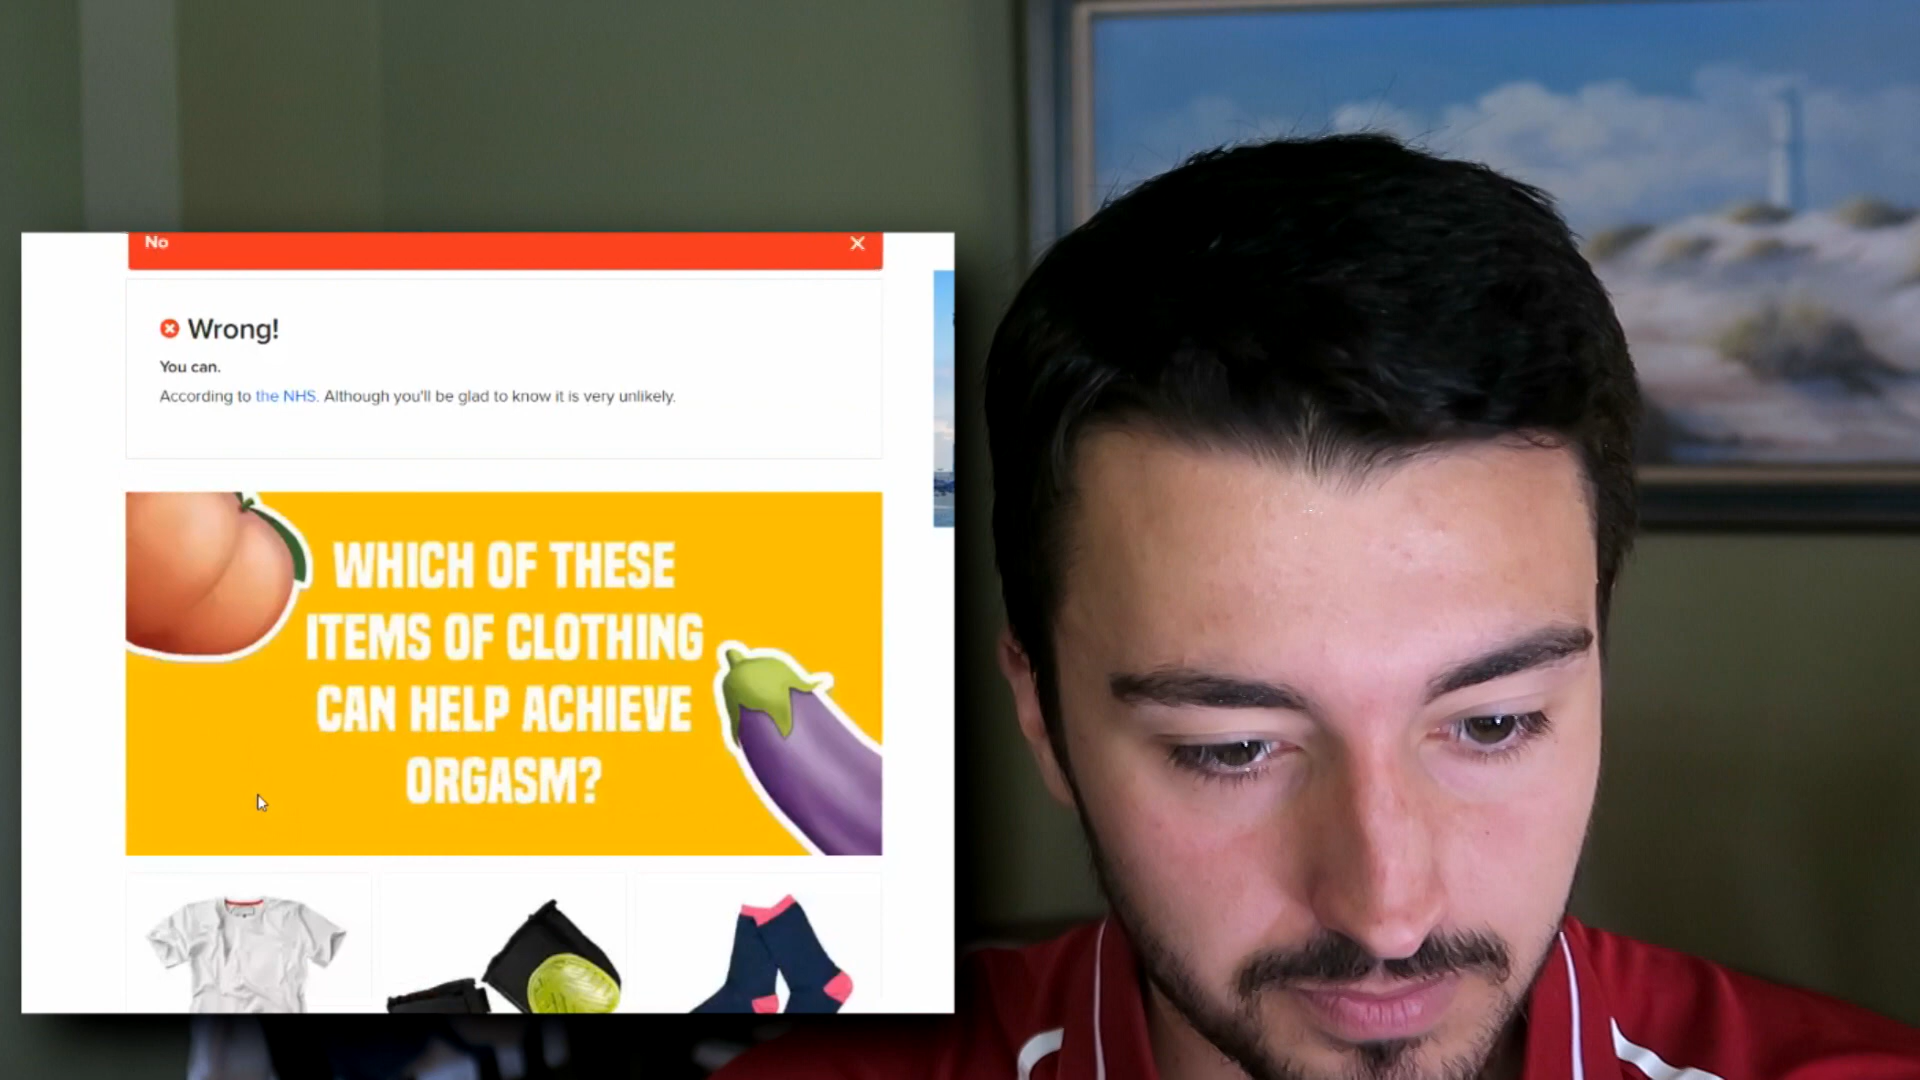 No
Wrong!
You can.
According to the NHS. Although you'll be glad to know it is very unlikely.
WHICH OF THESE
ITEMS OF CLOTHING
CAN HELP ACHIEVE
ORGASM?